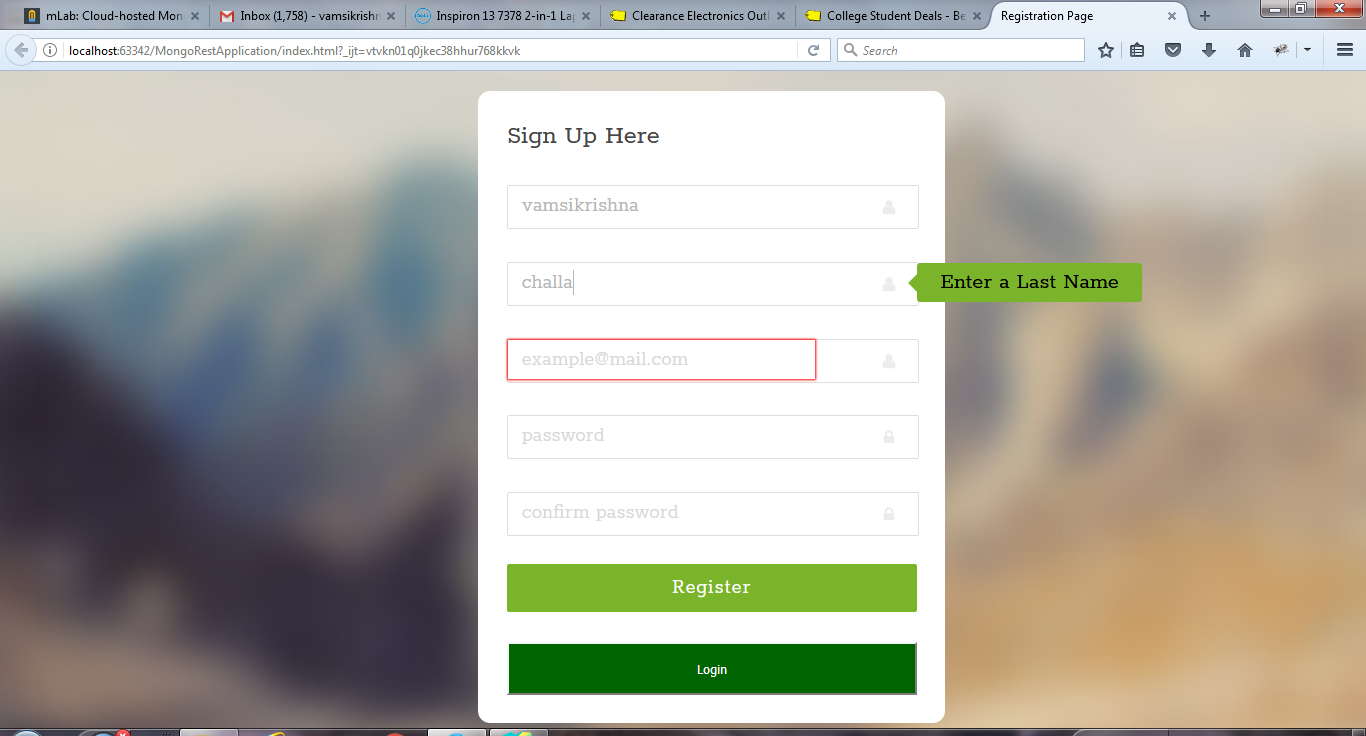 mLab: Cloud-hosted Mon
Inbox (1,758) - vamsikrishn
Inspiron 13 7378 2-in-1 La
Clearance Electronics Outl
College Student Deals - Be
Registration Page
localhost:63342/MongoRestApplication/index.html?_ijt=vtvkn01q0jkec38hhur768kkvk
Search
Sign Up Here
vamsikrishna
challa
Enter a Last Name
example@mail.com
password
confirm password
Register
Login